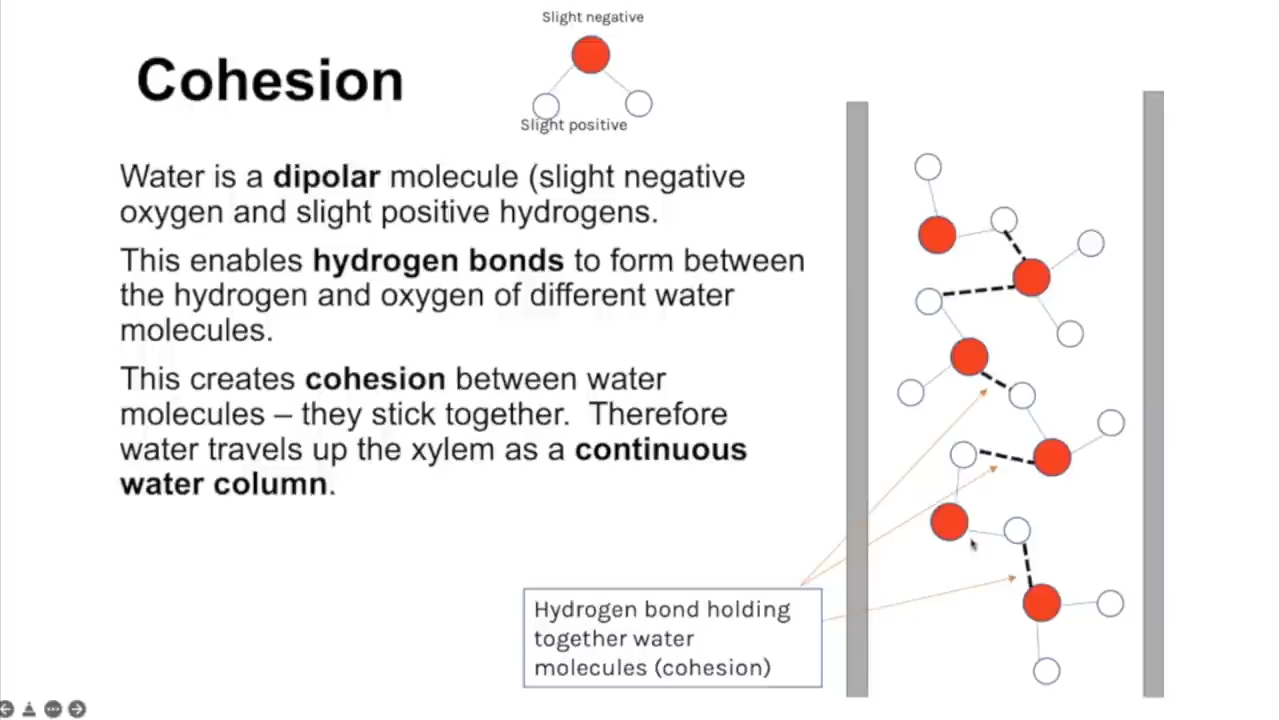 Slight negative
Cohesion
Slight positive
Water is a dipolar molecule (slight negative
oxygen and slight positive hydrogens.
This enables hydrogen bonds to form between
the hydrogen and oxygen of different water
molecules.
This creates cohesion between water
molecules – they stick together.  Therefore
water travels up the xylem as a continuous
water column.
Hydrogen bond holding
together water
molecules (cohesion)